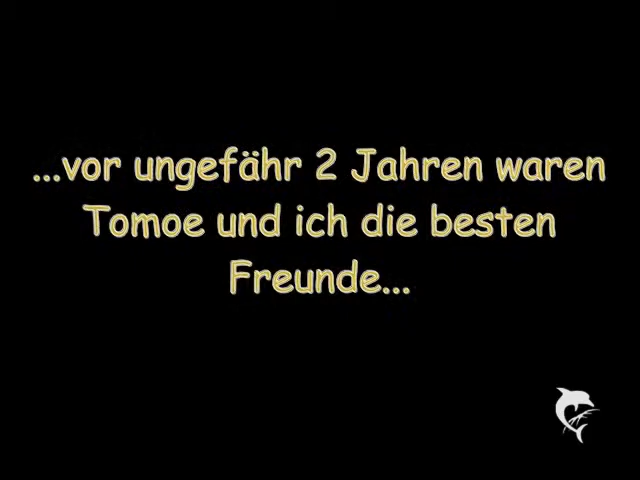 ...vor ungefähr 2 Jahren waren
Tomoe und ich die besten
Freunde...